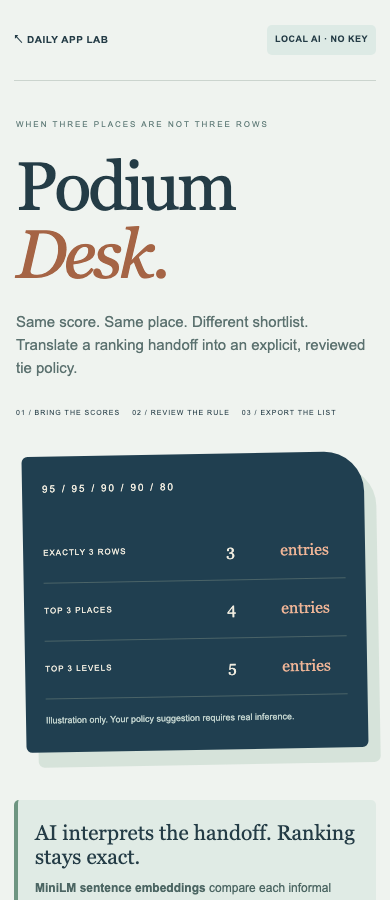 ↖ DAILY APP LAB
LOCAL AI · NO KEY
WHEN THREE PLACES ARE NOT THREE ROWS
Podium
Desk.
Same score. Same place. Different shortlist.
Translate a ranking handoff into an explicit, reviewed
tie policy.
01 / BRING THE SCORES 02 / REVIEW THE RULE 03 / EXPORT THE LIST
95 / 95 / 90 / 90 / 80
EXACTLY 3 ROWS 3 entries
TOP 3 PLACES 4 entries
TOP 3 LEVELS 5 entries
Illustration only. Your policy suggestion requires real inference.
AI interprets the handoff. Ranking
stays exact.
MiniLM sentence embeddings compare each informal